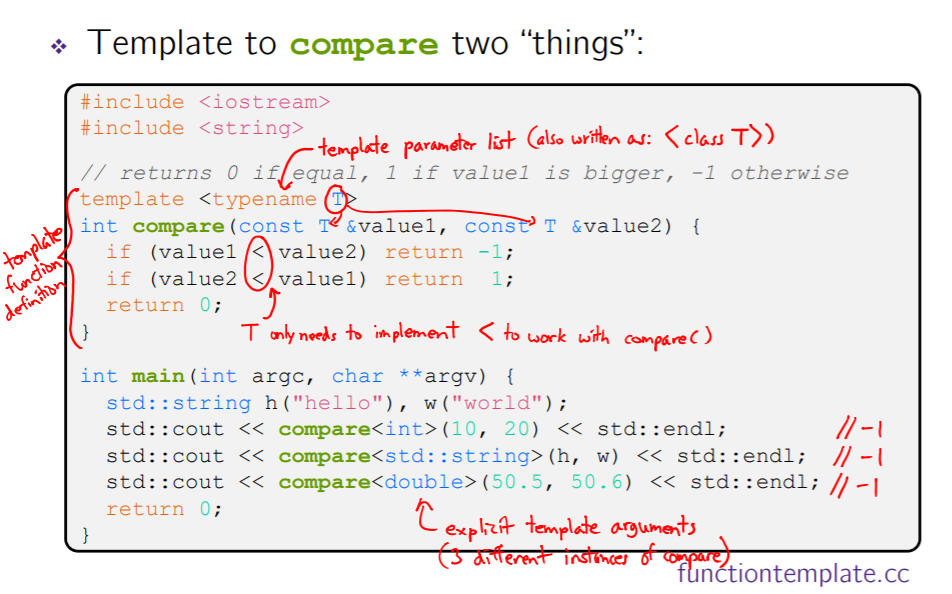 ❖ Template to compare two “things”:
#include <iostream>
#include <string>
template parameter list (also written as: <class T>)
// returns 0 if equal, 1 if value1 is bigger, -1 otherwise
template <typename T>
int compare(const T &value1, const T &value2) {
  if (value1 < value2) return -1;
  if (value2 < value1) return  1;
  return 0;
}
template
function
definition
T only needs to implement < to work with compare()
int main(int argc, char **argv) {
  std::string h("hello"), w("world");
  std::cout << compare<int>(10, 20) << std::endl; // -1
  std::cout << compare<std::string>(h, w) << std::endl; // -1
  std::cout << compare<double>(50.5, 50.6) << std::endl; // -1
  return 0;
}
explicit template arguments
(3 different instances of compare)
functiontemplate.cc